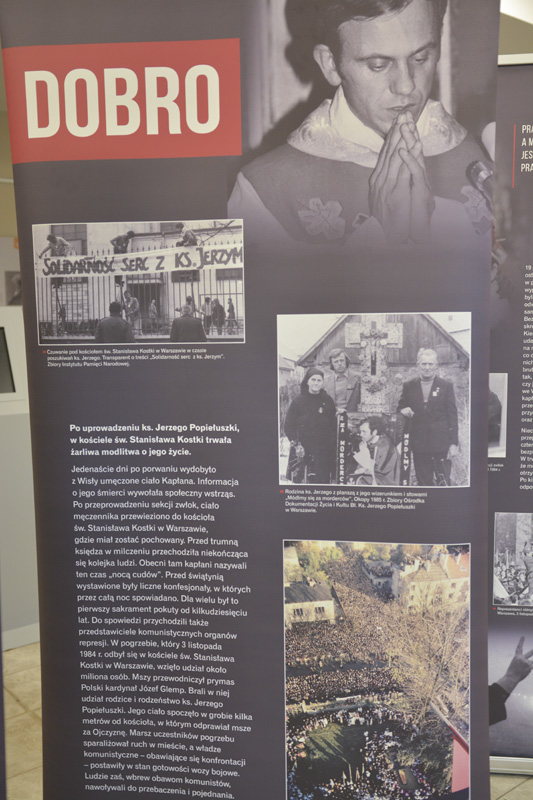 DOBRO
SOLIDARNOŚĆ SERC Z KS. JERZYM
Czuwanie pod kościołem św. Stanisława Kostki w Warszawie w czasie
poszukiwań ks. Jerzego. Transparent o treści „Solidarność serc z ks. Jerzym”.
Zbiory Instytutu Pamięci Narodowej.
ZA
MORDERC
MÓDLMY S
Rodzina ks. Jerzego z planszą z jego wizerunkiem i słowami
„Módlmy się za morderców”. Okopy 1985 r. Zbiory Ośrodka
Dokumentacji Życia i Kultu Bł. Ks. Jerzego Popiełuszki
w Warszawie.
Po uprowadzeniu ks. Jerzego Popiełuszki,
w kościele św. Stanisława Kostki trwała
żarliwa modlitwa o jego życie.
Jedenaście dni po porwaniu wydobyto
z Wisły umęczone ciało Kapłana. Informacja
o jego śmierci wywołała społeczny wstrząs.
Po przeprowadzeniu sekcji zwłok, ciało
męczennika przewieziono do kościoła
św. Stanisława Kostki w Warszawie,
gdzie miał zostać pochowany. Przed trumną
księdza w milczeniu przechodziła niekończąca
się kolejka ludzi. Obecni tam kapłani nazywali
ten czas „nocą cudów”. Przed świątynią
wystawione były liczne konfesjonały, w których
przez całą noc spowiadano. Dla wielu był to
pierwszy sakrament pokuty od kilkudziesięciu
lat. Do spowiedzi przychodzili także
przedstawiciele komunistycznych organów
represji. W pogrzebie, który 3 listopada
1984 r. odbył się w kościele św. Stanisława
Kostki w Warszawie, wzięło udział około
miliona osób. Mszy przewodniczył prymas
Polski kardynał Józef Glemp. Brali w niej
udział rodzice i rodzeństwo ks. Jerzego
Popiełuszki. Jego ciało spoczęło w grobie kilka
metrów od kościoła, w którym odprawiał msze
za Ojczyznę. Marsz uczestników pogrzebu
sparaliżował ruch w mieście, a władze
komunistyczne – obawiające się konfrontacji
– postawiły w stan gotowości wozy bojowe.
Ludzie zaś, wbrew obawom komunistów,
nawoływali do przebaczenia i pojednania.